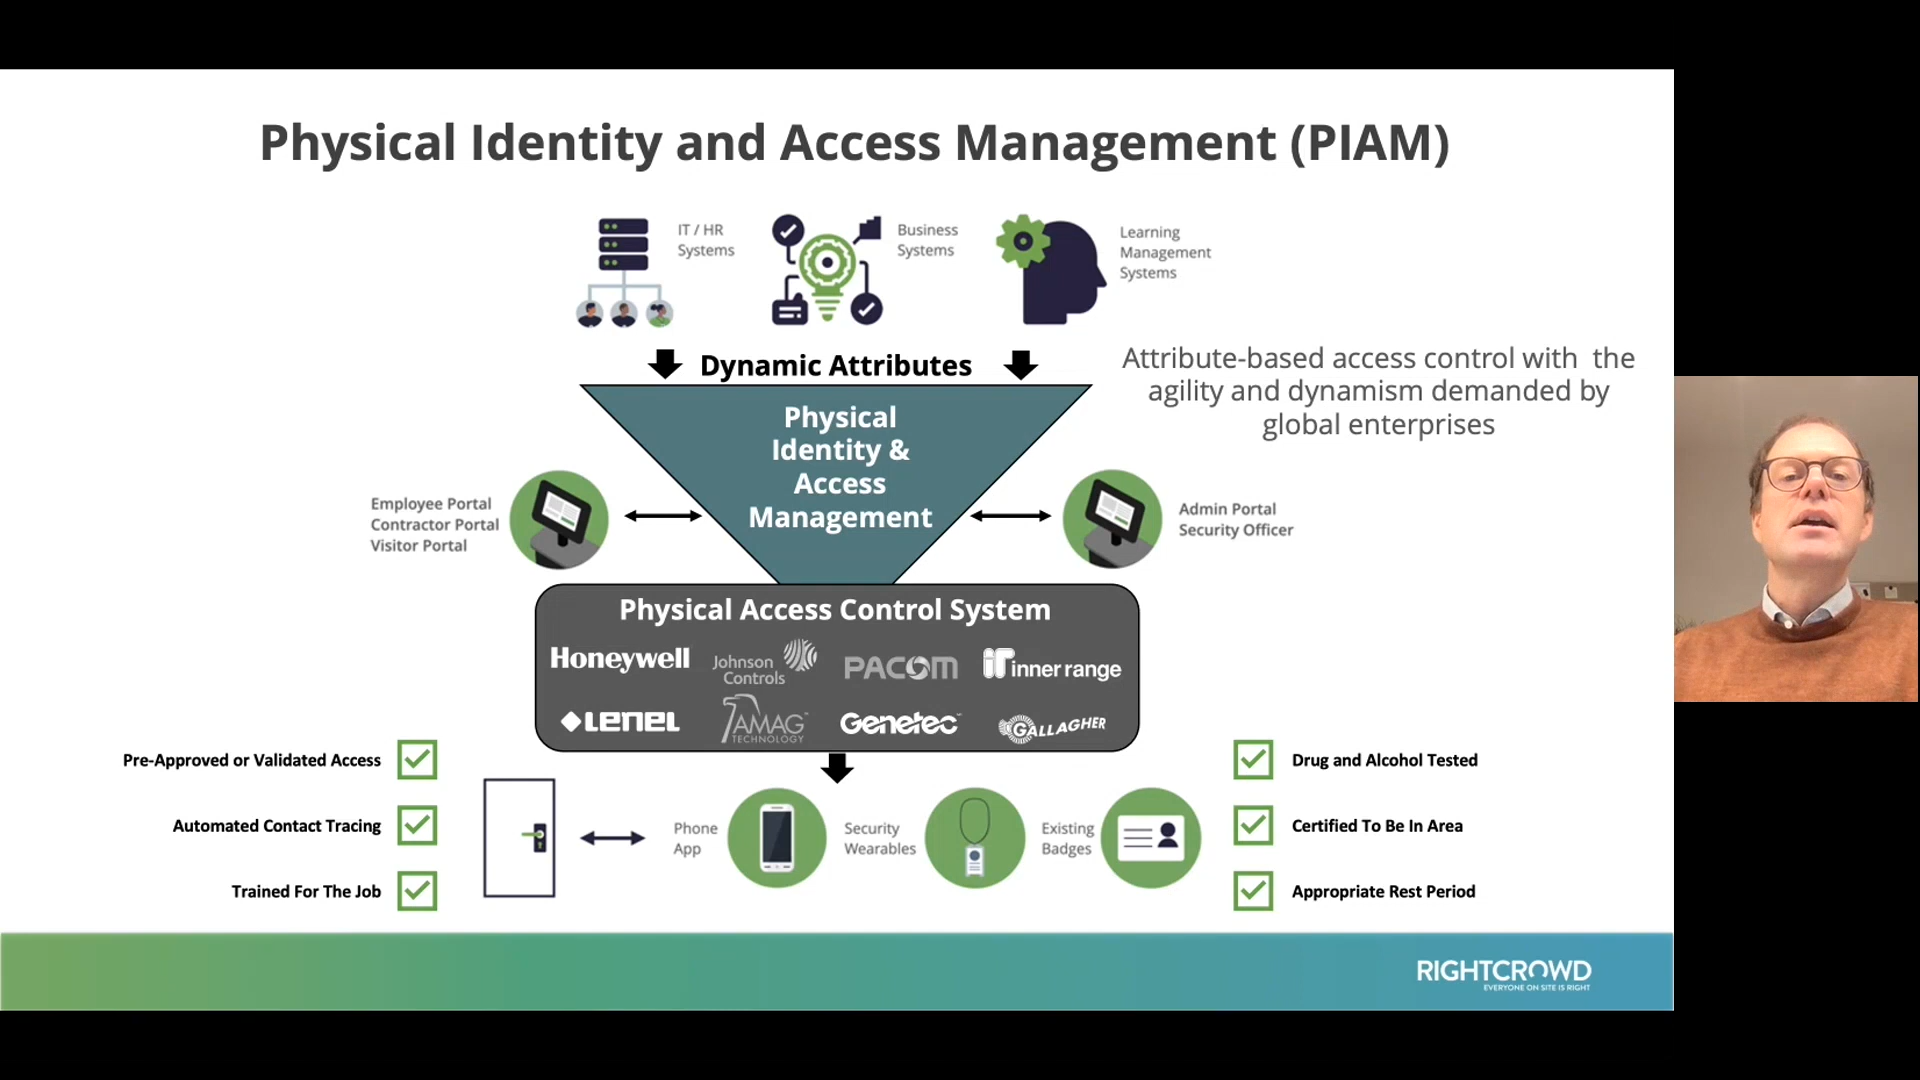 Physical Identity and Access Management (PIAM)
IT / HR
Systems
Business
Systems
Learning
Management
Systems
Dynamic Attributes
Attribute-based access control with the
agility and dynamism demanded by
global enterprises
Physical
Identity &
Access
Management
Employee Portal
Contractor Portal
Visitor Portal
Admin Portal
Security Officer
Physical Access Control System
Honeywell
Johnson
Controls
PACOM
ir inner range
LENEL
AMAG
TECHNOLOGY
Genetec
GALLAGHER
Pre-Approved or Validated Access
Automated Contact Tracing
Trained For The Job
Phone
App
Security
Wearables
Existing
Badges
Drug and Alcohol Tested
Certified To Be In Area
Appropriate Rest Period
RIGHTCROWD
EVERYONE ON SITE IS RIGHT